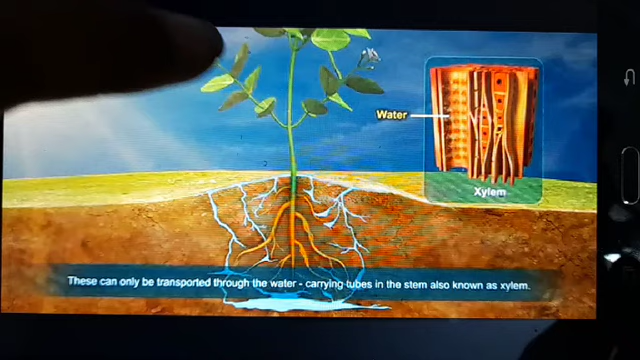 Water
Xylem
These can only be transported through the water - carrying tubes in the stem also known as xylem.